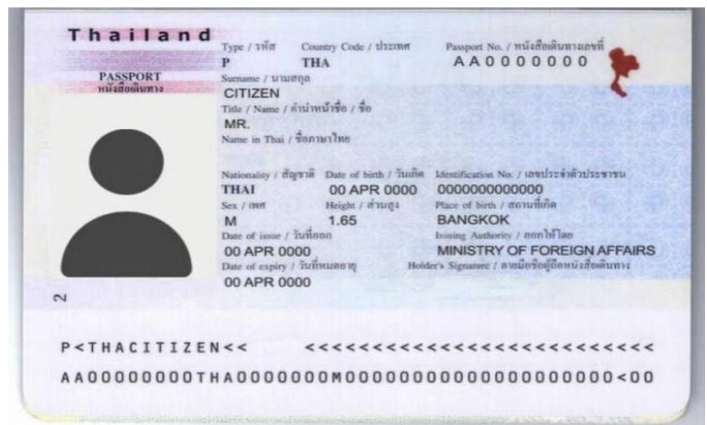 Thailand
Type / รหัส Country Code / ประเทศ Passport No. / หนังสือเดินทางเลขที่
P THA AA0000000
PASSPORT
หนังสือเดินทาง
Surname / นามสกุล
CITIZEN
Title / Name / คำนำหน้าชื่อ / ชื่อ
MR.
Name in Thai / ชื่อภาษาไทย
Nationality / สัญชาติ Date of birth / วันเกิด Identification No. / เลขประจำตัวประชาชน
THAI 00 APR 0000 0000000000000
Sex / เพศ Height / ส่วนสูง Place of birth / สถานที่เกิด
M 1.65 BANGKOK
Date of issue / วันที่ออก Issuing Authority / ออกให้โดย
00 APR 0000 MINISTRY OF FOREIGN AFFAIRS
Date of expiry / วันที่หมดอายุ Holder's Signature / ลายมือชื่อผู้ถือหนังสือเดินทาง
00 APR 0000
2
P<THACITIZEN<< <<<<<<<<<<<<<<<<<<<<<<<<<<
AA00000000THA0000000M00000000000000000000<00